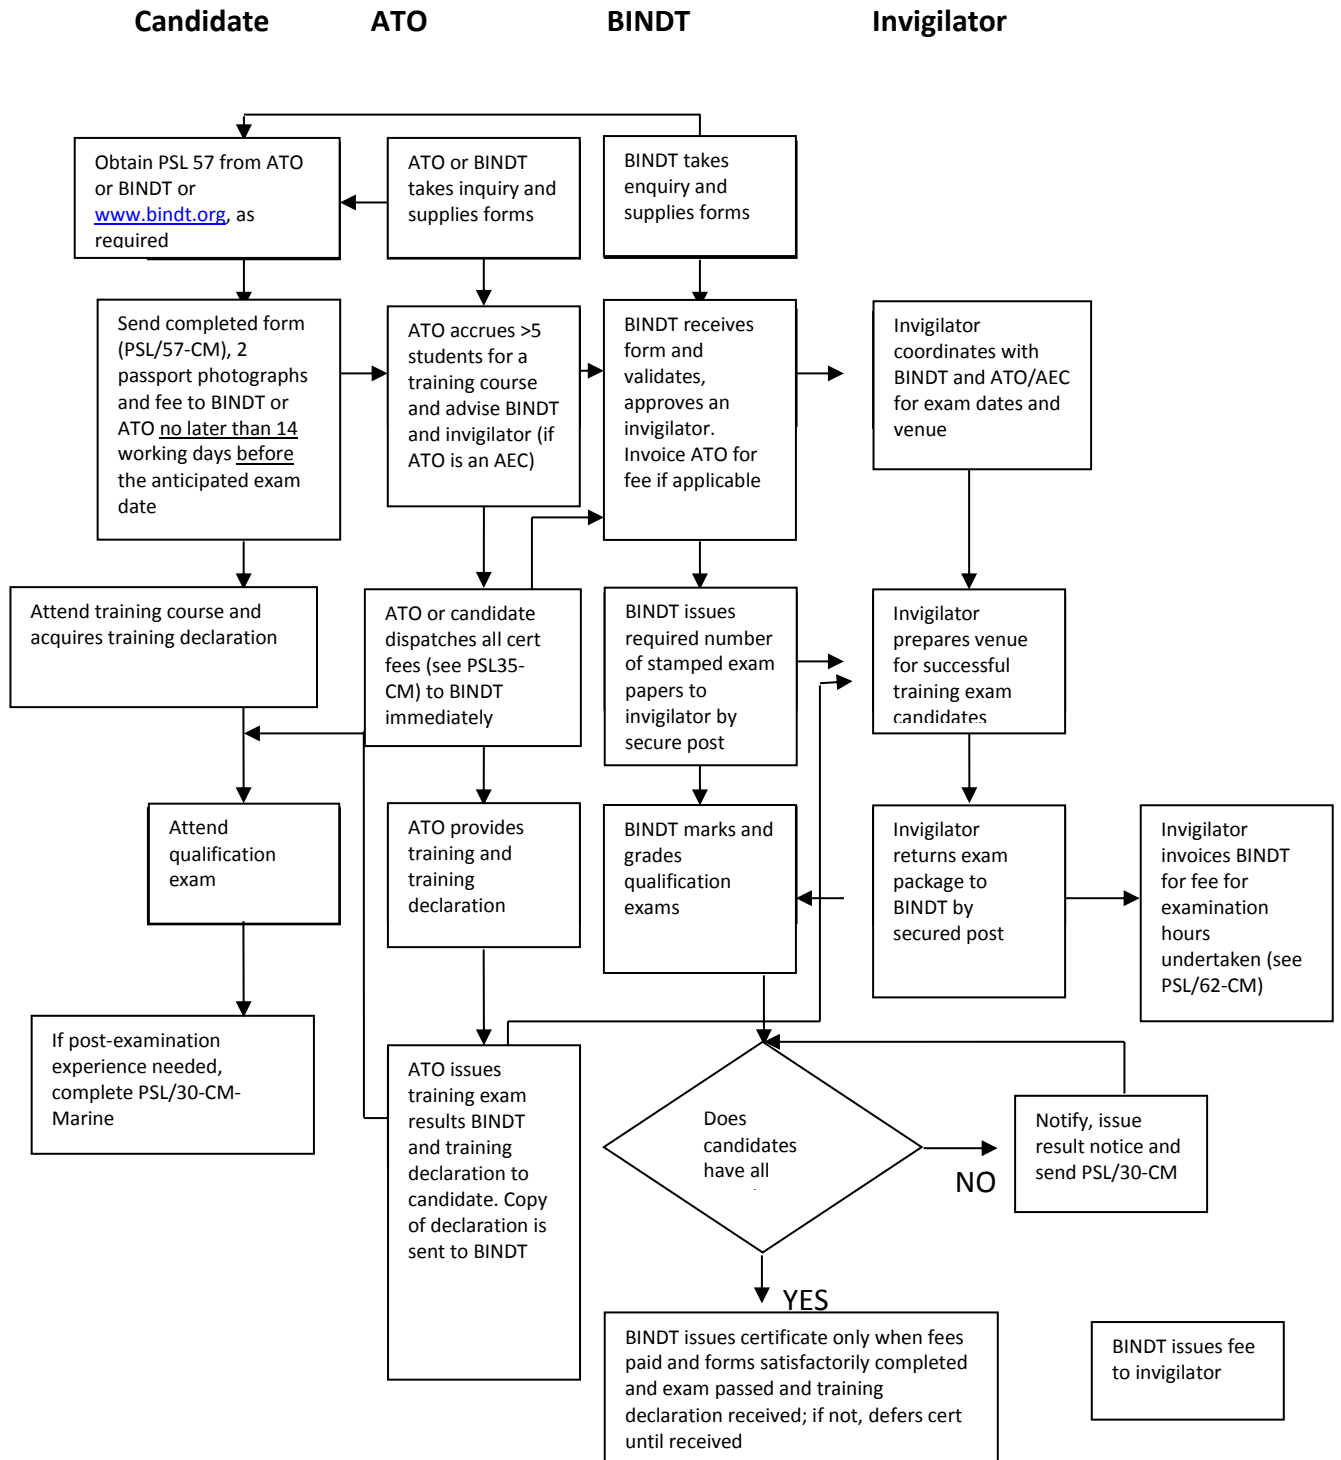 Candidate ATO BINDT Invigilator
Obtain PSL 57 from ATO
or BINDT or
www.bindt.org, as
required
ATO or BINDT
takes inquiry and
supplies forms
BINDT takes
enquiry and
supplies forms
Send completed form
(PSL/57-CM), 2
passport photographs
and fee to BINDT or
ATO no later than 14
working days before
the anticipated exam
date
ATO accrues >5
students for a
training course
and advise BINDT
and invigilator (if
ATO is an AEC)
BINDT receives
form and
validates,
approves an
invigilator.
Invoice ATO for
fee if applicable
Invigilator
coordinates with
BINDT and ATO/AEC
for exam dates and
venue
Attend training course and
acquires training declaration
ATO or candidate
dispatches all cert
fees (see PSL35-
CM) to BINDT
immediately
BINDT issues
required number
of stamped exam
papers to
invigilator by
secure post
Invigilator
prepares venue
for successful
training exam
candidates
Attend
qualification
exam
ATO provides
training and
training
declaration
BINDT marks and
grades
qualification
exams
Invigilator
returns exam
package to
BINDT by
secured post
Invigilator
invoices BINDT
for fee for
examination
hours
undertaken (see
PSL/62-CM)
If post-examination
experience needed,
complete PSL/30-CM-
Marine
ATO issues
training exam
results BINDT
and training
declaration to
candidate. Copy
of declaration is
sent to BINDT
Does
candidates
have all
NO
Notify, issue
result notice and
send PSL/30-CM
YES
BINDT issues certificate only when fees
paid and forms satisfactorily completed
and exam passed and training
declaration received; if not, defers cert
until received
BINDT issues fee
to invigilator